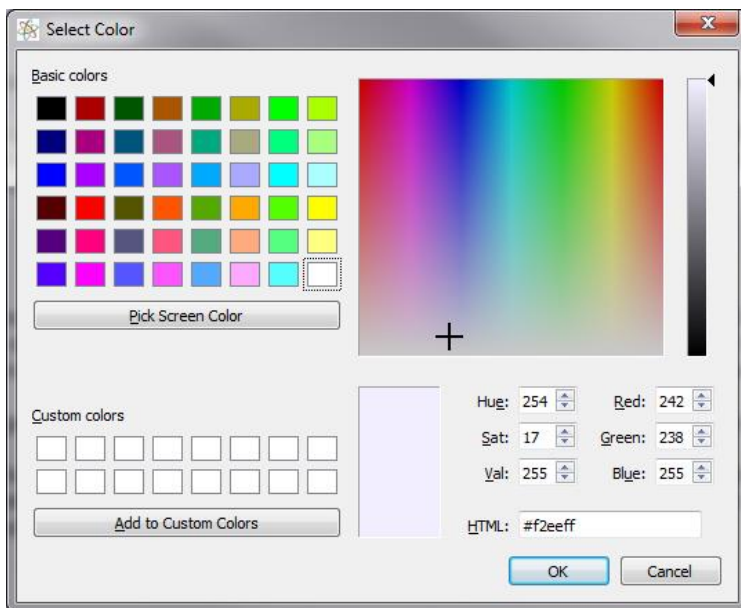 Select Color
Basic colors
Pick Screen Color
Custom colors
Add to Custom Colors
Hue: 254 Red: 242
Sat: 17 Green: 238
Val: 255 Blue: 255
HTML: #f2eeff
OK Cancel